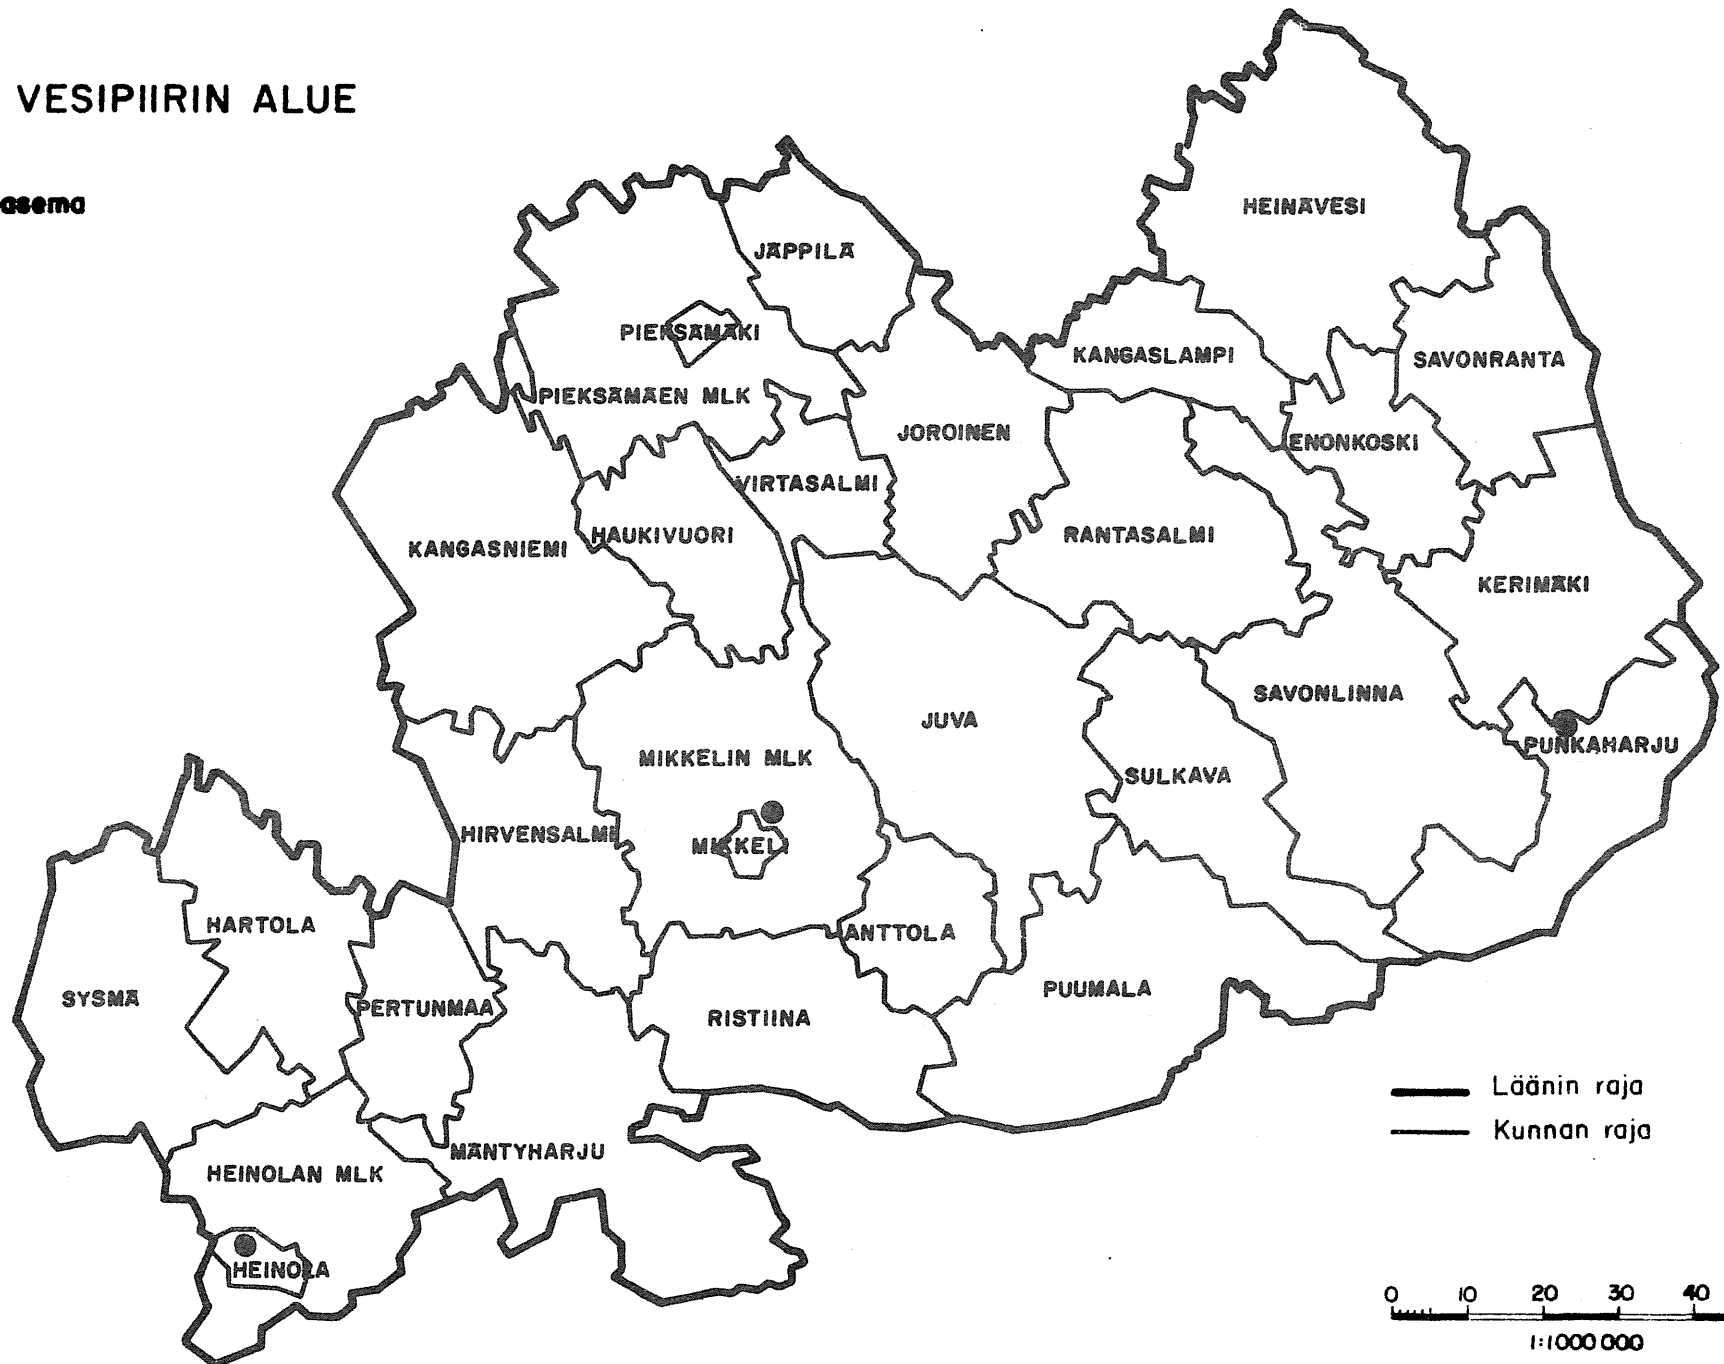 VESIPIIRIN ALUE
asema
HEINÄVESI
JÄPPILÄ
PIEKSÄMÄKI
KANGASLAMPI
SAVONRANTA
PIEKSÄMÄEN MLK
JOROINEN
ENONKOSKI
VIRTASALMI
HAUKIVUORI
RANTASALMI
KANGASNIEMI
KERIMÄKI
SAVONLINNA
JUVA
PUNKAHARJU
MIKKELIN MLK
SULKAVA
HIRVENSALMI
MIKKELI
HARTOLA
ANTTOLA
SYSMÄ
PERTUNMAA
PUUMALA
RISTIINA
Läänin raja
Kunnan raja
MÄNTYHARJU
HEINOLAN MLK
HEINOLA
0 10 20 30 40
1:1000 000